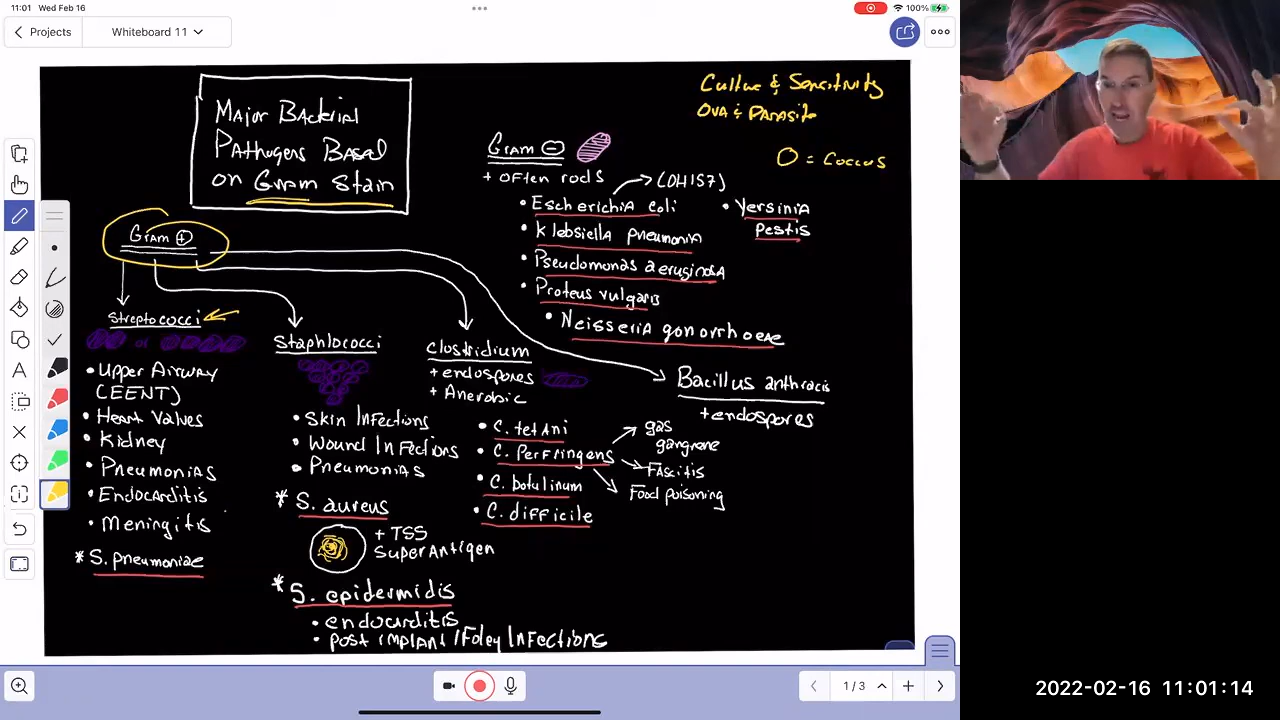 11:01 Wed Feb 16
100%
Projects
Whiteboard 11
Major Bacterial
Pathogens Based
on Gram Stain
Culture & Sensitivity
Ova & Parasite
O = Coccus
Gram ⊖
+ often rods
(OH157)
• Escherichia coli
• Klebsiella pneumonia
• Pseudomonas aeruginosa
• Proteus vulgaris
• Neisseria gonorrhoeae
• Yersinia
pestis
Gram ⊕
Streptococci
or
• Upper Airway
(EENT)
• Heart Valves
• Kidney
• Pneumonias
• Endocarditis
• Meningitis
* S. pneumoniae
Staphlococci
• Skin Infections
• Wound Infections
• Pneumonias
* S. aureus
+ TSS
Superantigen
* S. epidermidis
• endocarditis
• post implant/Foley Infections
Clostridium
+ endospores
+ Anerobic
• C. tetani
• C. perfringens
• C. botulinum
• C. difficile
gas
gangrene
Fascitis
Food poisoning
Bacillus anthracis
+ endospores
1/3
2022-02-16 11:01:14